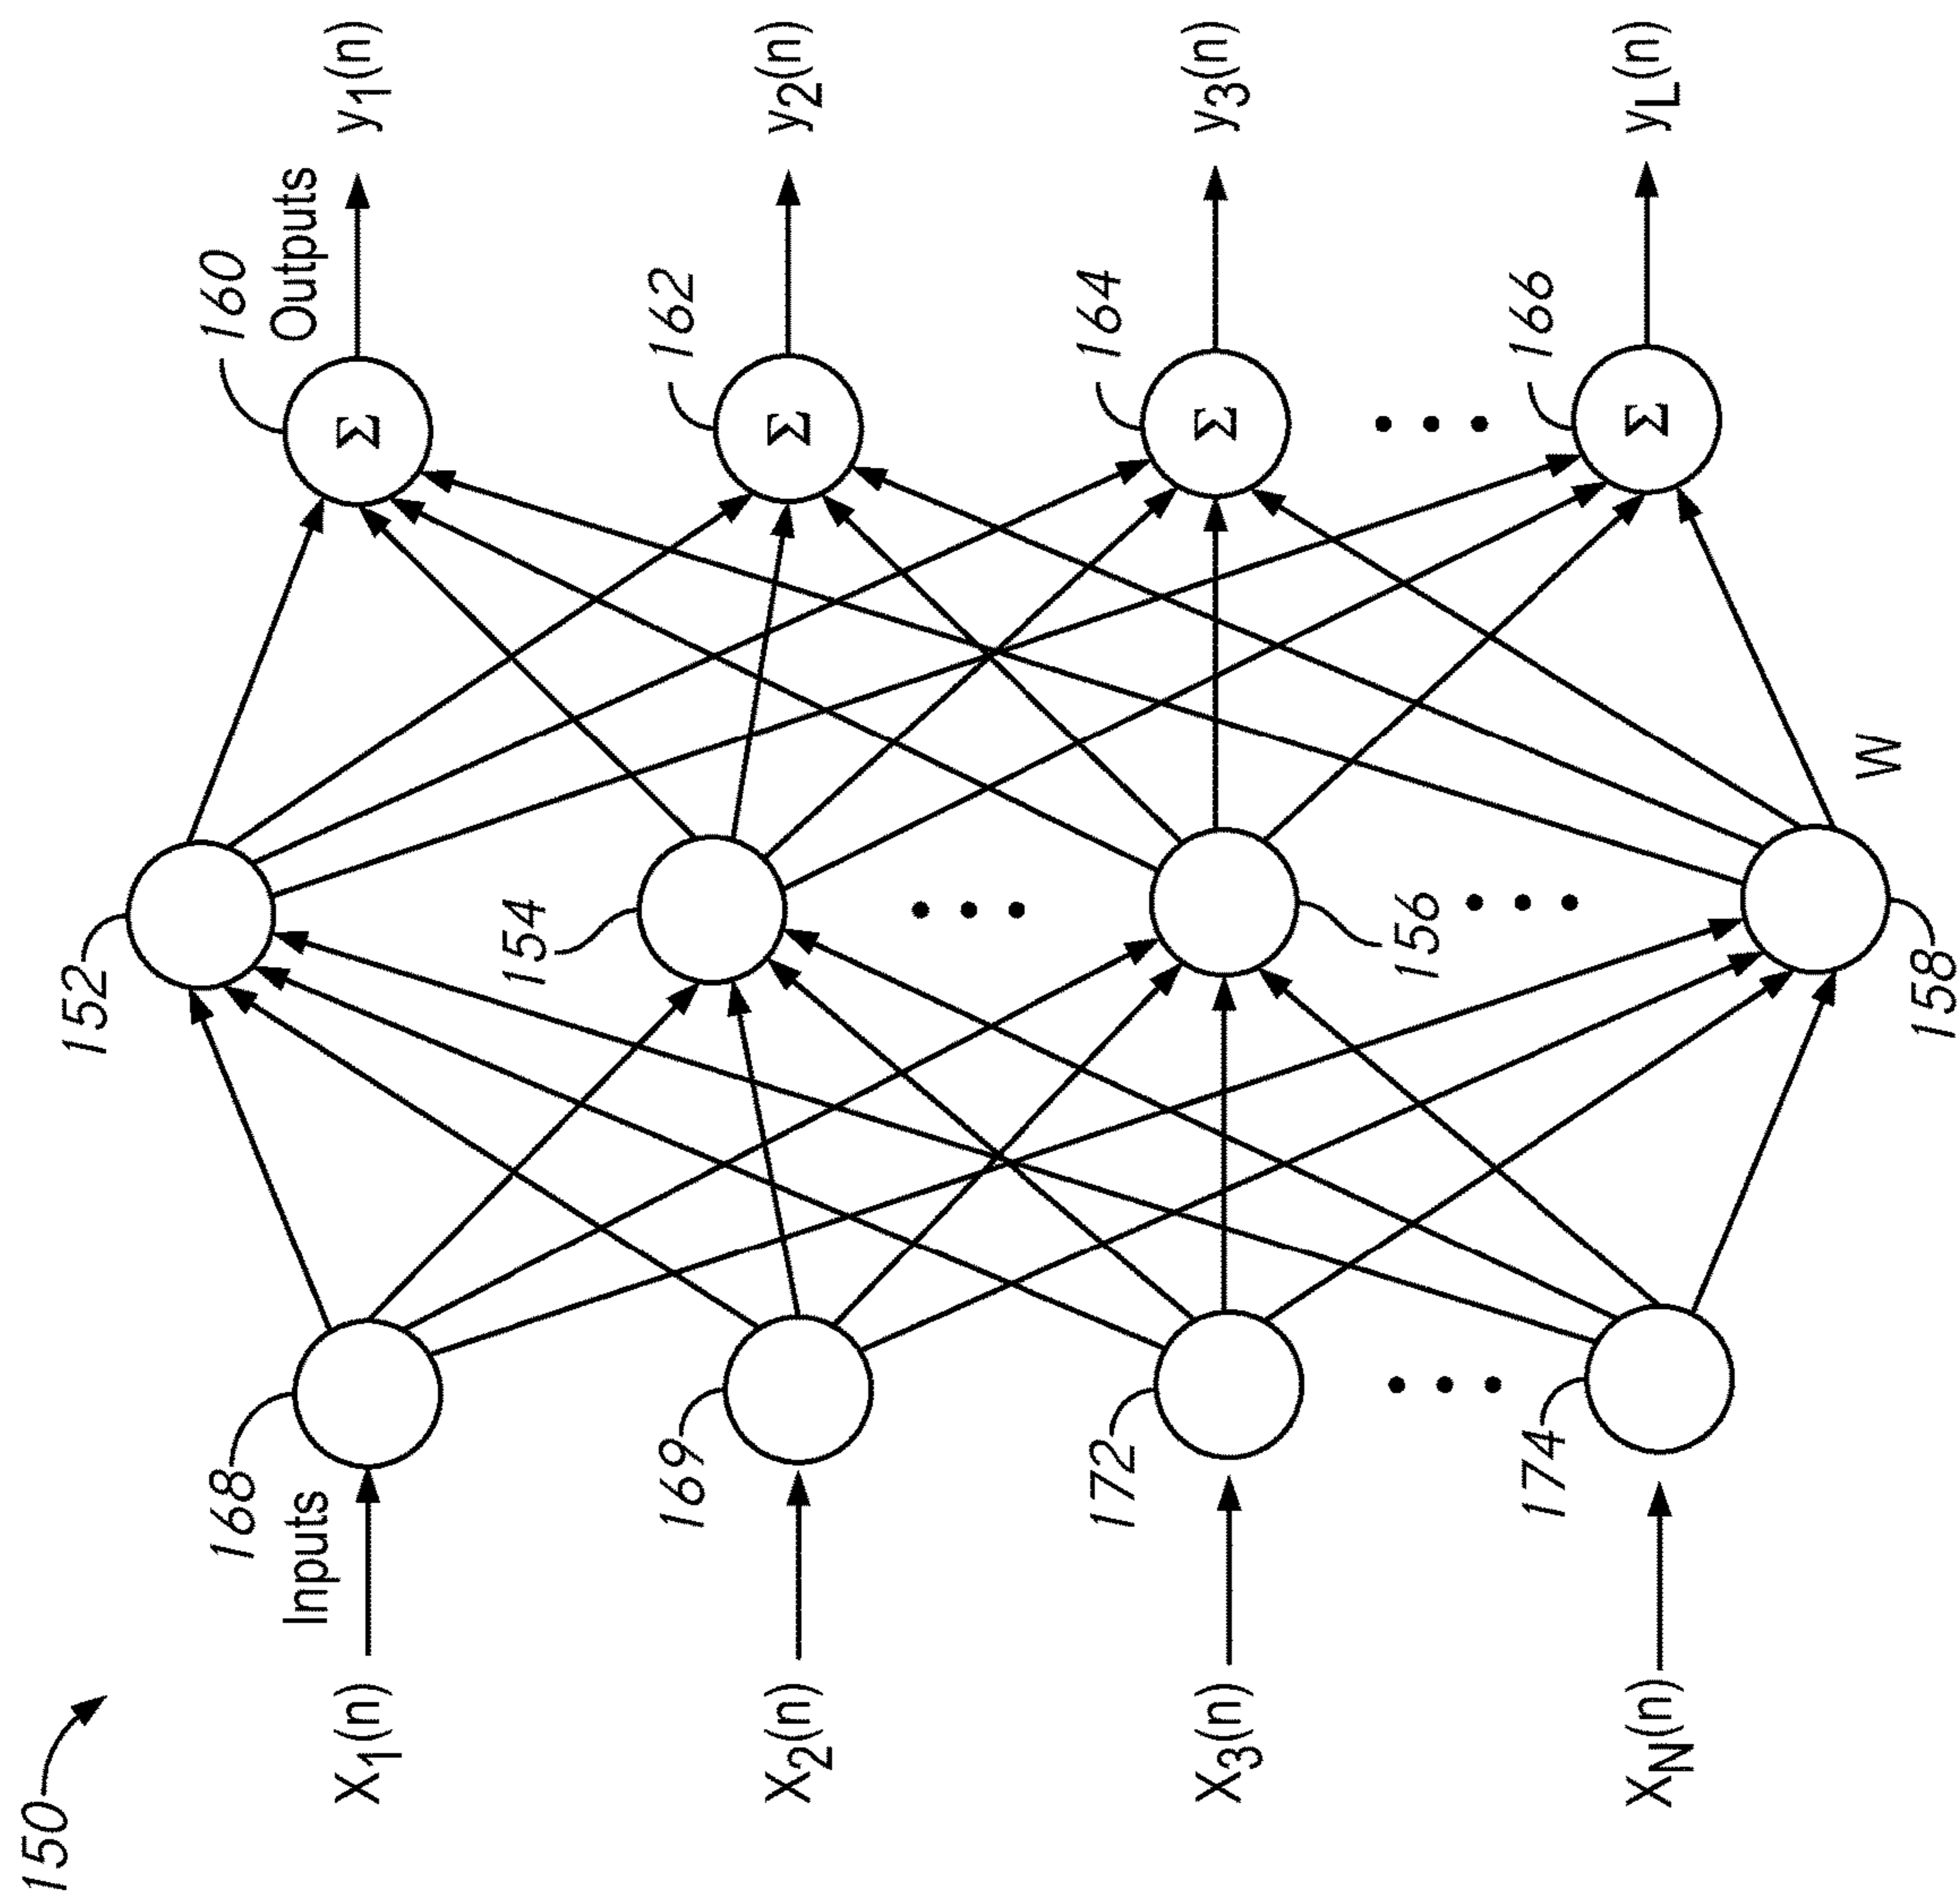 150
Inputs
x1(n)
168
x2(n)
169
x3(n)
172
xN(n)
174
152
154
156
158
W
Outputs
160
Σ
y1(n)
162
Σ
y2(n)
164
Σ
y3(n)
166
Σ
yL(n)